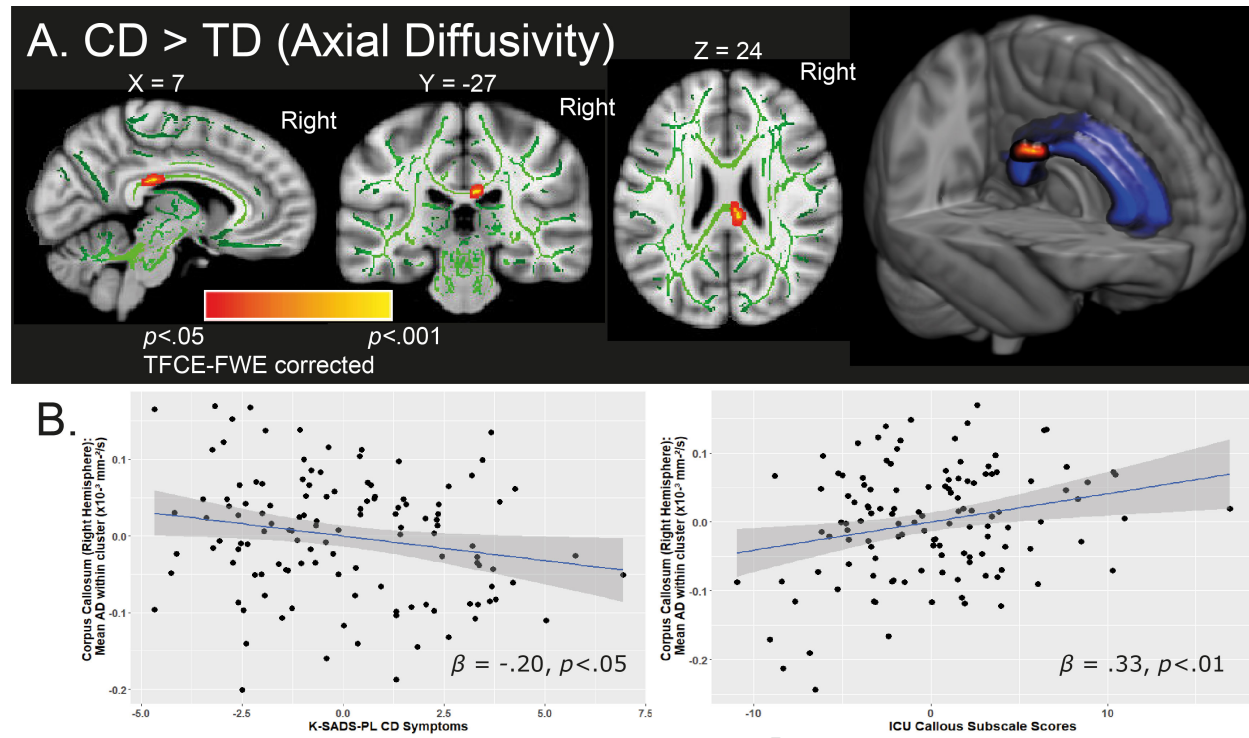 A. CD > TD (Axial Diffusivity)
X = 7
Y = -27
Z = 24
Right
Right
Right
p<.05
p<.001
TFCE-FWE corrected
B.
Corpus Callosum (Right Hemisphere):
Mean AD within cluster (x10-³ mm-²/s)
0.1
0.0
-0.1
-0.2
-5.0
-2.5
0.0
2.5
5.0
7.5
K-SADS-PL CD Symptoms
β = -.20, p<.05
Corpus Callosum (Right Hemisphere):
Mean AD within cluster (x10-³ mm-²/s)
0.1
0.0
-0.1
-0.2
-10
0
10
ICU Callous Subscale Scores
β = .33, p<.01